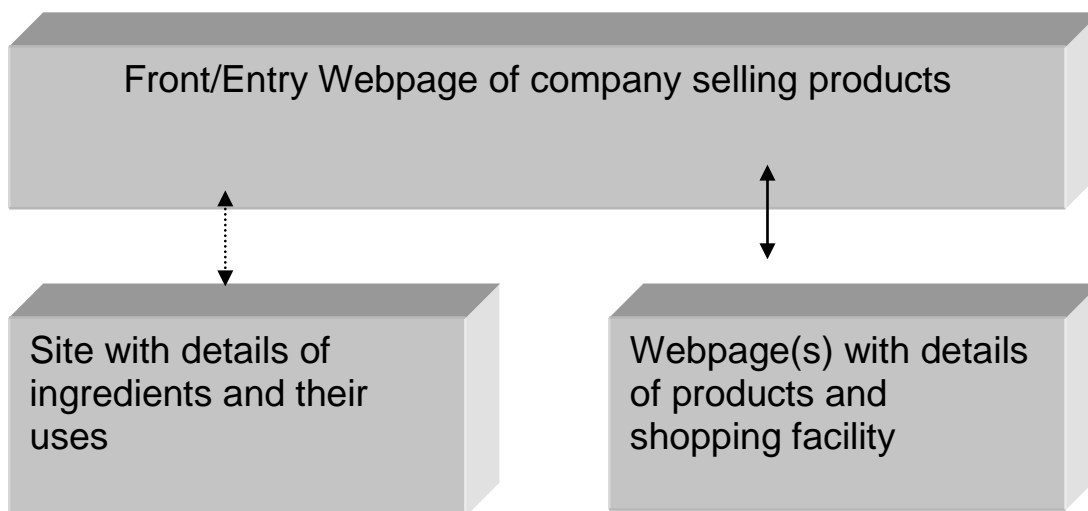 Front/Entry Webpage of company selling products
Site with details of
ingredients and their
uses
Webpage(s) with details
of products and
shopping facility